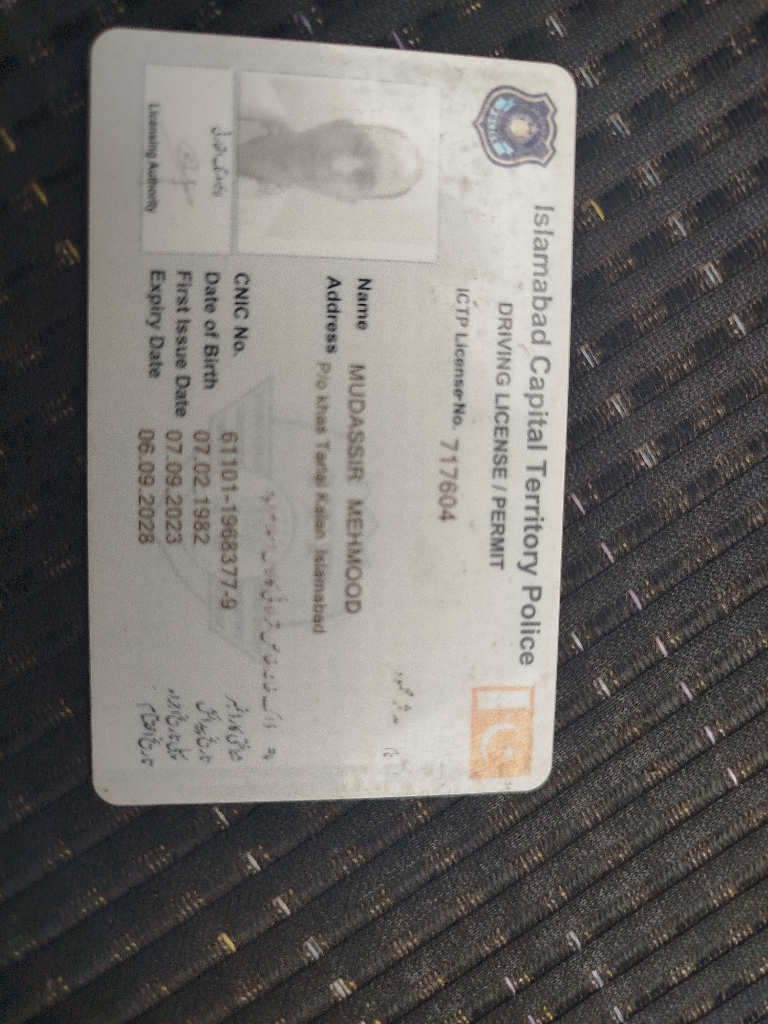 Islamabad Capital Territory Police
DRIVING LICENSE / PERMIT
ICTP License No. 717604
Name MUDASSIR MEHMOOD
Address P/o khas Tarlai Kalan Islamabad
CNIC No. 61101-1968377-9
Date of Birth 07.02.1982
First Issue Date 07.09.2023
Expiry Date 06.09.2028
Licensing Authority